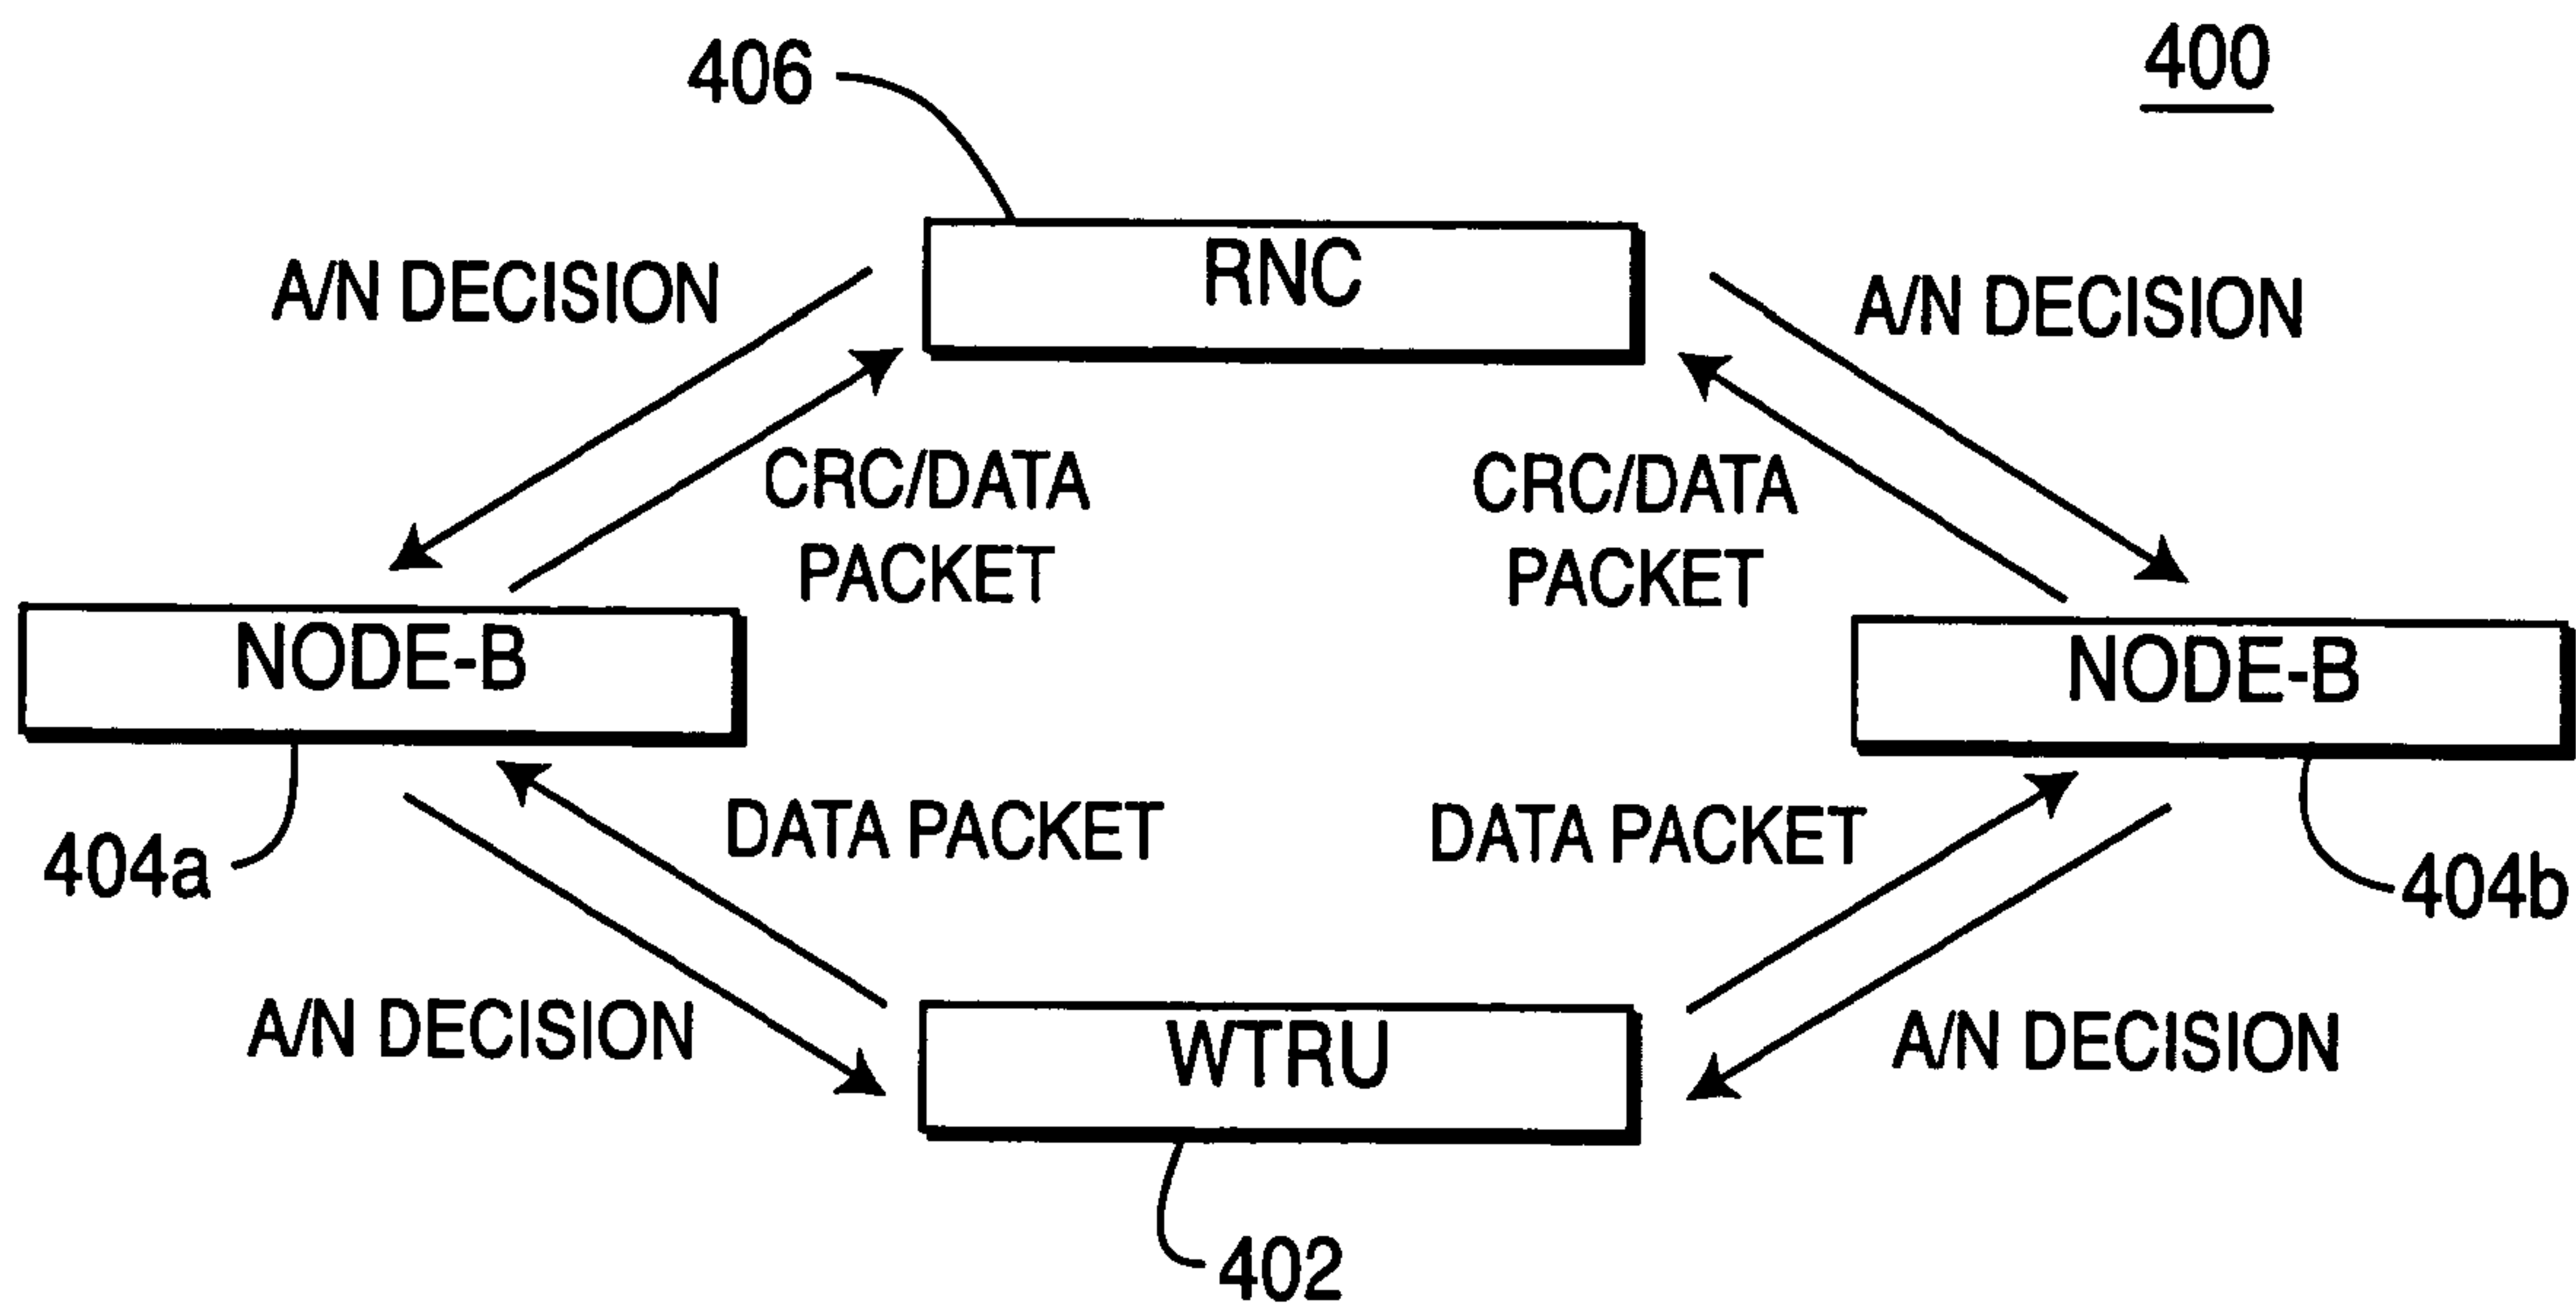 400
406
RNC
A/N DECISION
A/N DECISION
CRC/DATA
PACKET
CRC/DATA
PACKET
NODE-B
NODE-B
404a
DATA PACKET
DATA PACKET
404b
A/N DECISION
WTRU
A/N DECISION
402